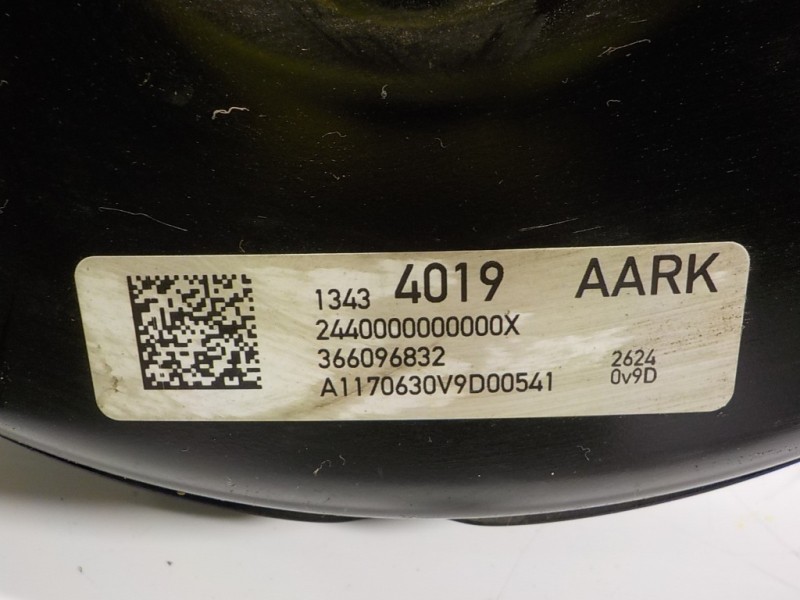 1343 4019 AARK
2440000000000X
366096832
A1170630V9D00541
2624
0v9D